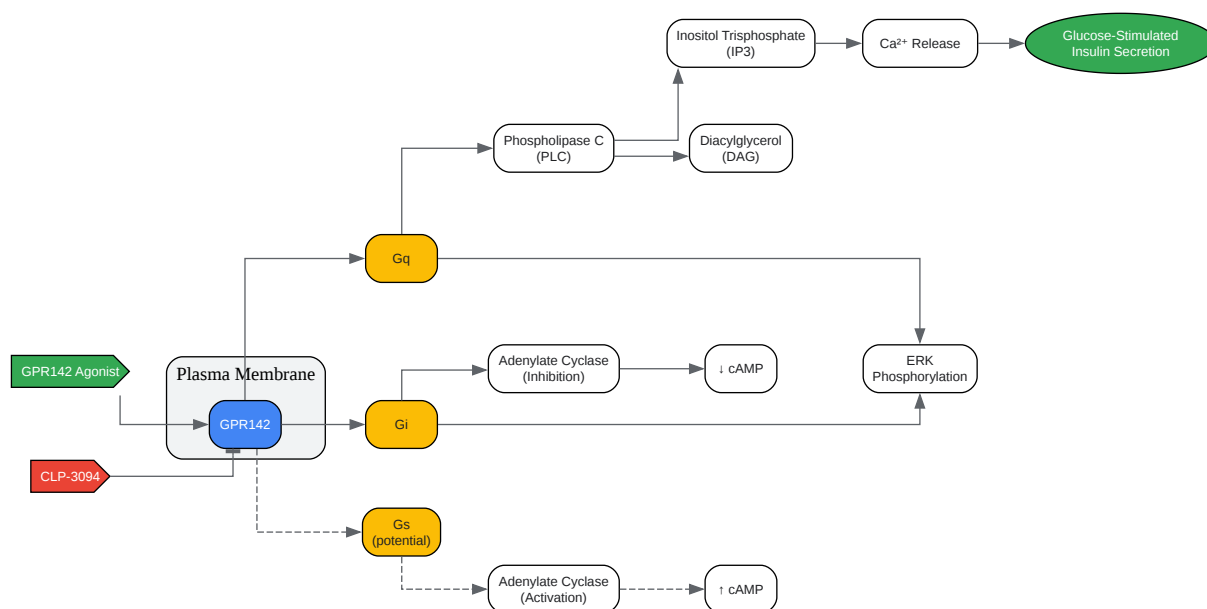 Inositol Trisphosphate
(IP3)
Ca²⁺ Release
Glucose-Stimulated
Insulin Secretion
Phospholipase C
(PLC)
Diacylglycerol
(DAG)
Gq
GPR142 Agonist
Plasma Membrane
GPR142
CLP-3094
Adenylate Cyclase
(Inhibition)
↓ cAMP
ERK
Phosphorylation
Gi
Gs
(potential)
Adenylate Cyclase
(Activation)
↑ cAMP